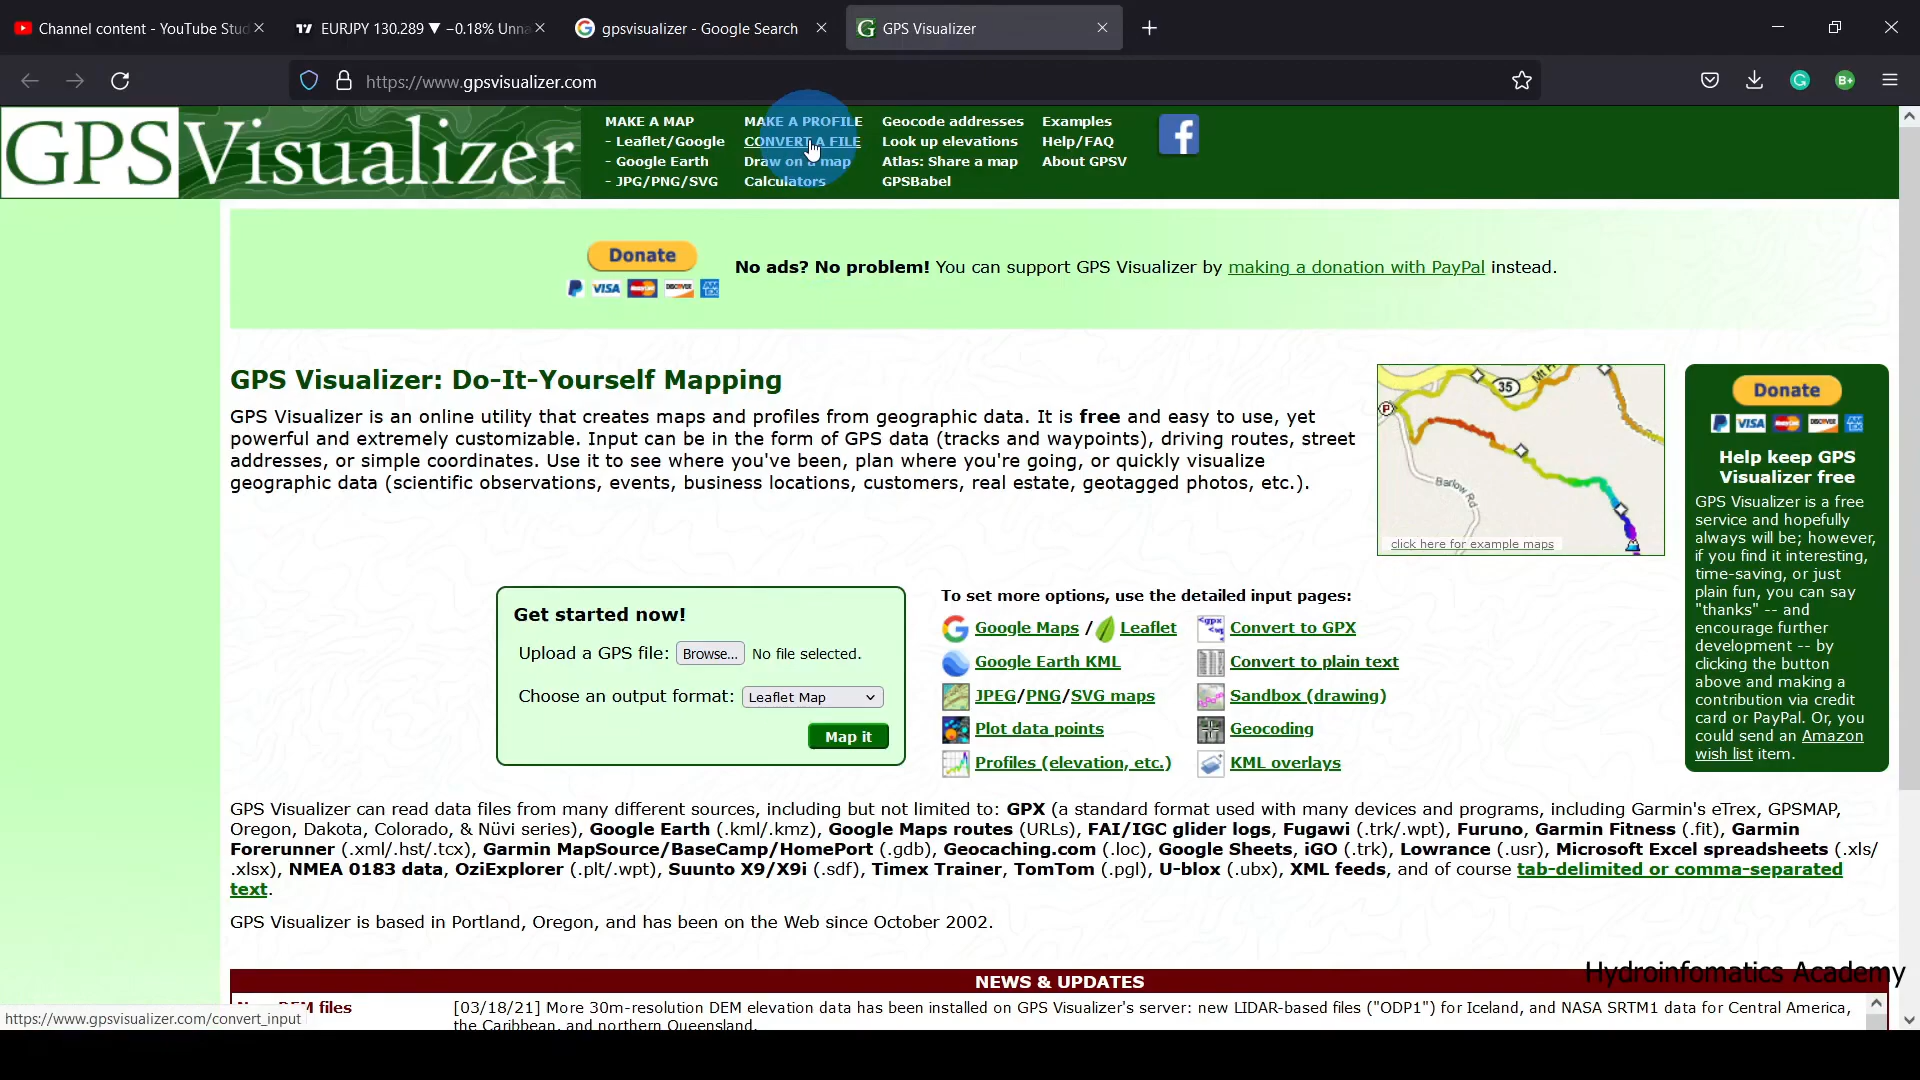 Channel content - YouTube Stud
EURJPY 130.289 ▼ −0.18% Unna
gpsvisualizer - Google Search
GPS Visualizer
https://www.gpsvisualizer.com
GPSVisualizer
MAKE A MAP
- Leaflet/Google
- Google Earth
- JPG/PNG/SVG
MAKE A PROFILE
CONVERT A FILE
Draw on a map
Calculators
Geocode addresses
Look up elevations
Atlas: Share a map
GPSBabel
Examples
Help/FAQ
About GPSV
Donate
VISA
No ads? No problem! You can support GPS Visualizer by making a donation with PayPal instead.
GPS Visualizer: Do-It-Yourself Mapping
GPS Visualizer is an online utility that creates maps and profiles from geographic data. It is free and easy to use, yet
powerful and extremely customizable. Input can be in the form of GPS data (tracks and waypoints), driving routes, street
addresses, or simple coordinates. Use it to see where you've been, plan where you're going, or quickly visualize
geographic data (scientific observations, events, business locations, customers, real estate, geotagged photos, etc.).
35
Barlow Rd
click here for example maps
Donate
VISA
Help keep GPS
Visualizer free
GPS Visualizer is a free
service and hopefully
always will be; however,
if you find it interesting,
time-saving, or just
plain fun, you can say
"thanks" -- and
encourage further
development -- by
clicking the button
above and making a
contribution via credit
card or PayPal. Or, you
could send an Amazon
wish list item.
Get started now!
Upload a GPS file: Browse... No file selected.
Choose an output format: Leaflet Map
Map it
To set more options, use the detailed input pages:
Google Maps / Leaflet
Google Earth KML
JPEG/PNG/SVG maps
Plot data points
Profiles (elevation, etc.)
Convert to GPX
Convert to plain text
Sandbox (drawing)
Geocoding
KML overlays
GPS Visualizer can read data files from many different sources, including but not limited to: GPX (a standard format used with many devices and programs, including Garmin's eTrex, GPSMAP,
Oregon, Dakota, Colorado, & Nüvi series), Google Earth (.kml/.kmz), Google Maps routes (URLs), FAI/IGC glider logs, Fugawi (.trk/.wpt), Furuno, Garmin Fitness (.fit), Garmin
Forerunner (.xml/.hst/.tcx), Garmin MapSource/BaseCamp/HomePort (.gdb), Geocaching.com (.loc), Google Sheets, iGO (.trk), Lowrance (.usr), Microsoft Excel spreadsheets (.xls/
.xlsx), NMEA 0183 data, OziExplorer (.plt/.wpt), Suunto X9/X9i (.sdf), Timex Trainer, TomTom (.pgl), U-blox (.ubx), XML feeds, and of course tab-delimited or comma-separated
text.
GPS Visualizer is based in Portland, Oregon, and has been on the Web since October 2002.
Hydroinfomatics Academy
NEWS & UPDATES
DEM files
[03/18/21] More 30m-resolution DEM elevation data has been installed on GPS Visualizer's server: new LIDAR-based files ("ODP1") for Iceland, and NASA SRTM1 data for Central America,
the Caribbean, and northern Queensland.
https://www.gpsvisualizer.com/convert_input